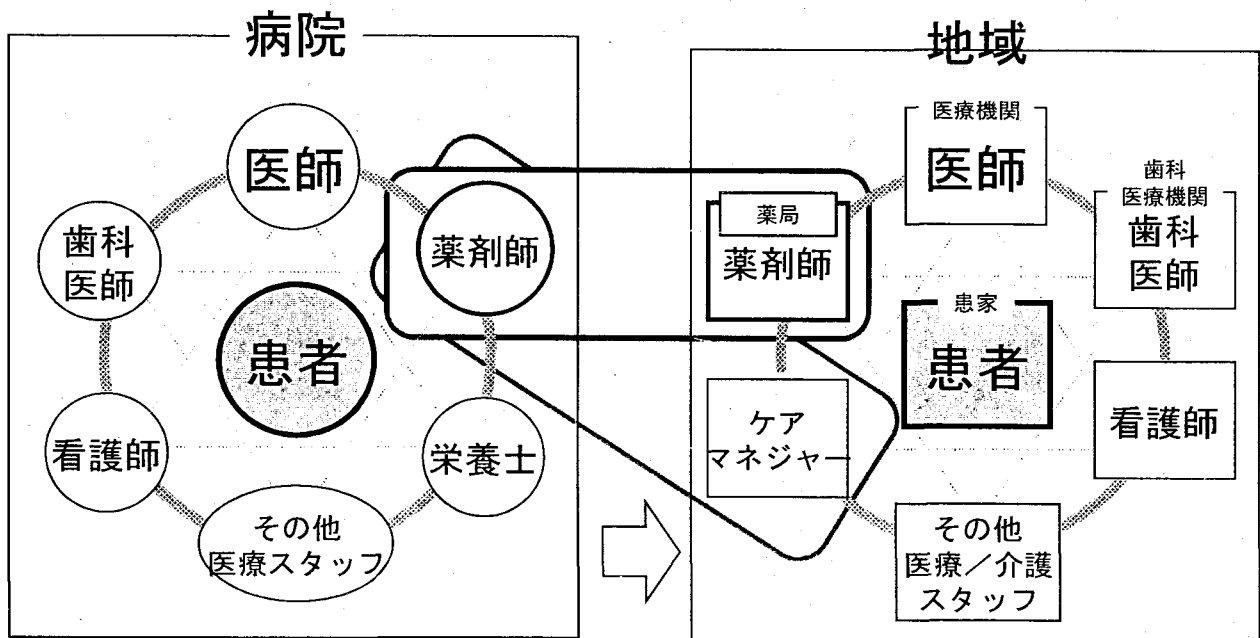 病院
医師
歯科
医師
薬剤師
患者
看護師
栄養士
その他
医療スタッフ
地域
医療機関
医師
歯科
医療機関
歯科
医師
薬局
薬剤師
患家
患者
ケア
マネジャー
看護師
その他
医療／介護
スタッフ